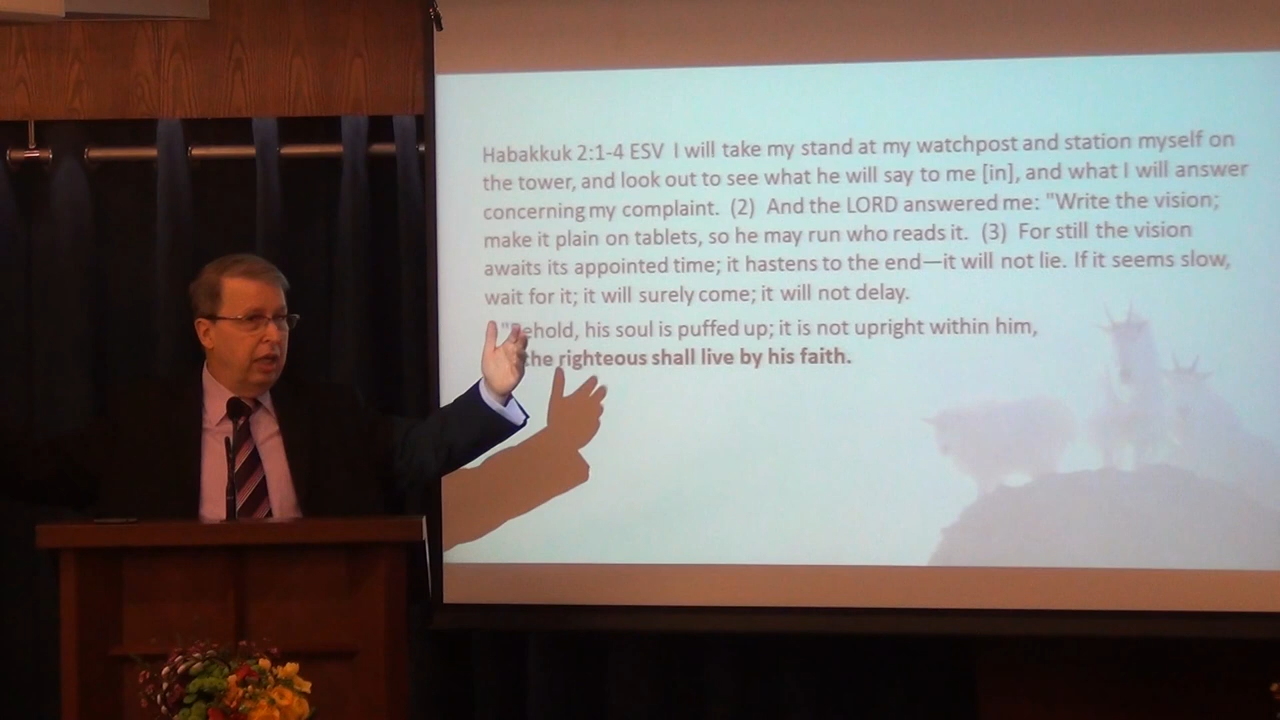 Habakkuk 2:1-4 ESV I will take my stand at my watchpost and station myself on
the tower, and look out to see what he will say to me [in], and what I will answer
concerning my complaint. (2) And the LORD answered me: "Write the vision;
make it plain on tablets, so he may run who reads it. (3) For still the vision
awaits its appointed time; it hastens to the end—it will not lie. If it seems slow,
wait for it; it will surely come; it will not delay.
"Behold, his soul is puffed up; it is not upright within him,
the righteous shall live by his faith.